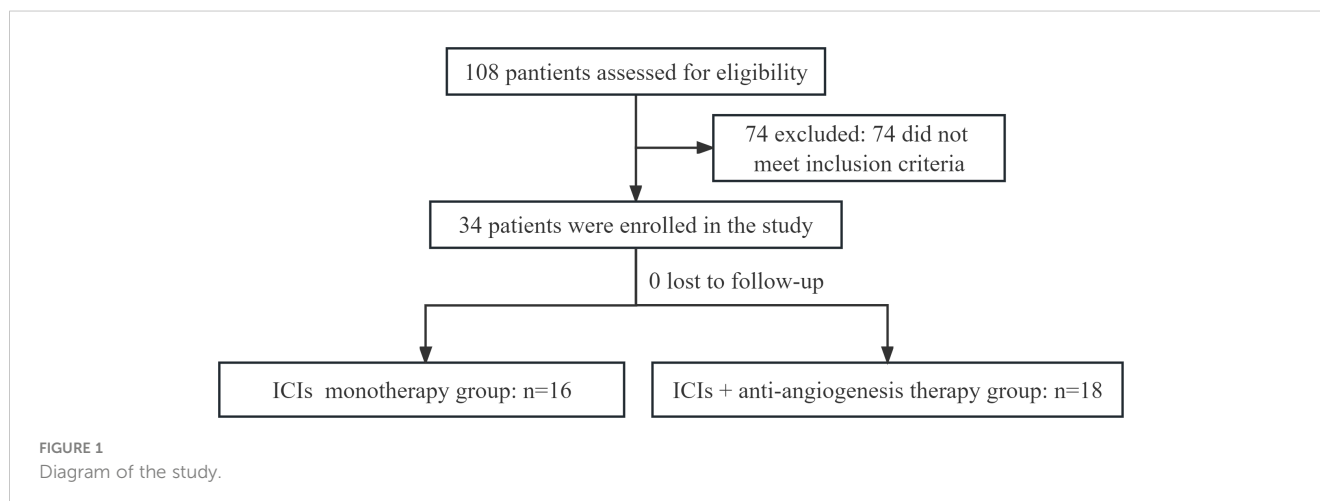 108 pantients assessed for eligibility
74 excluded: 74 did not
meet inclusion criteria
34 patients were enrolled in the study
0 lost to follow-up
ICIs  monotherapy group: n=16
ICIs + anti-angiogenesis therapy group: n=18
FIGURE 1
Diagram of the study.